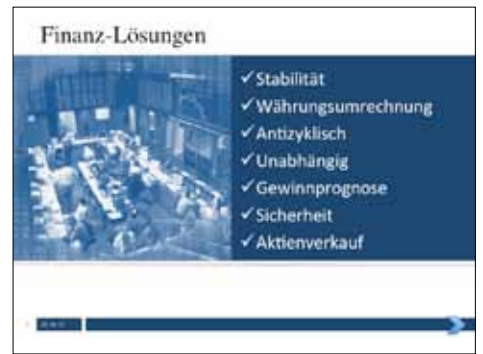 Finanz-Lösungen
Stabilität
Währungsumrechnung
Antizyklisch
Unabhängig
Gewinnprognose
Sicherheit
Aktienverkauf